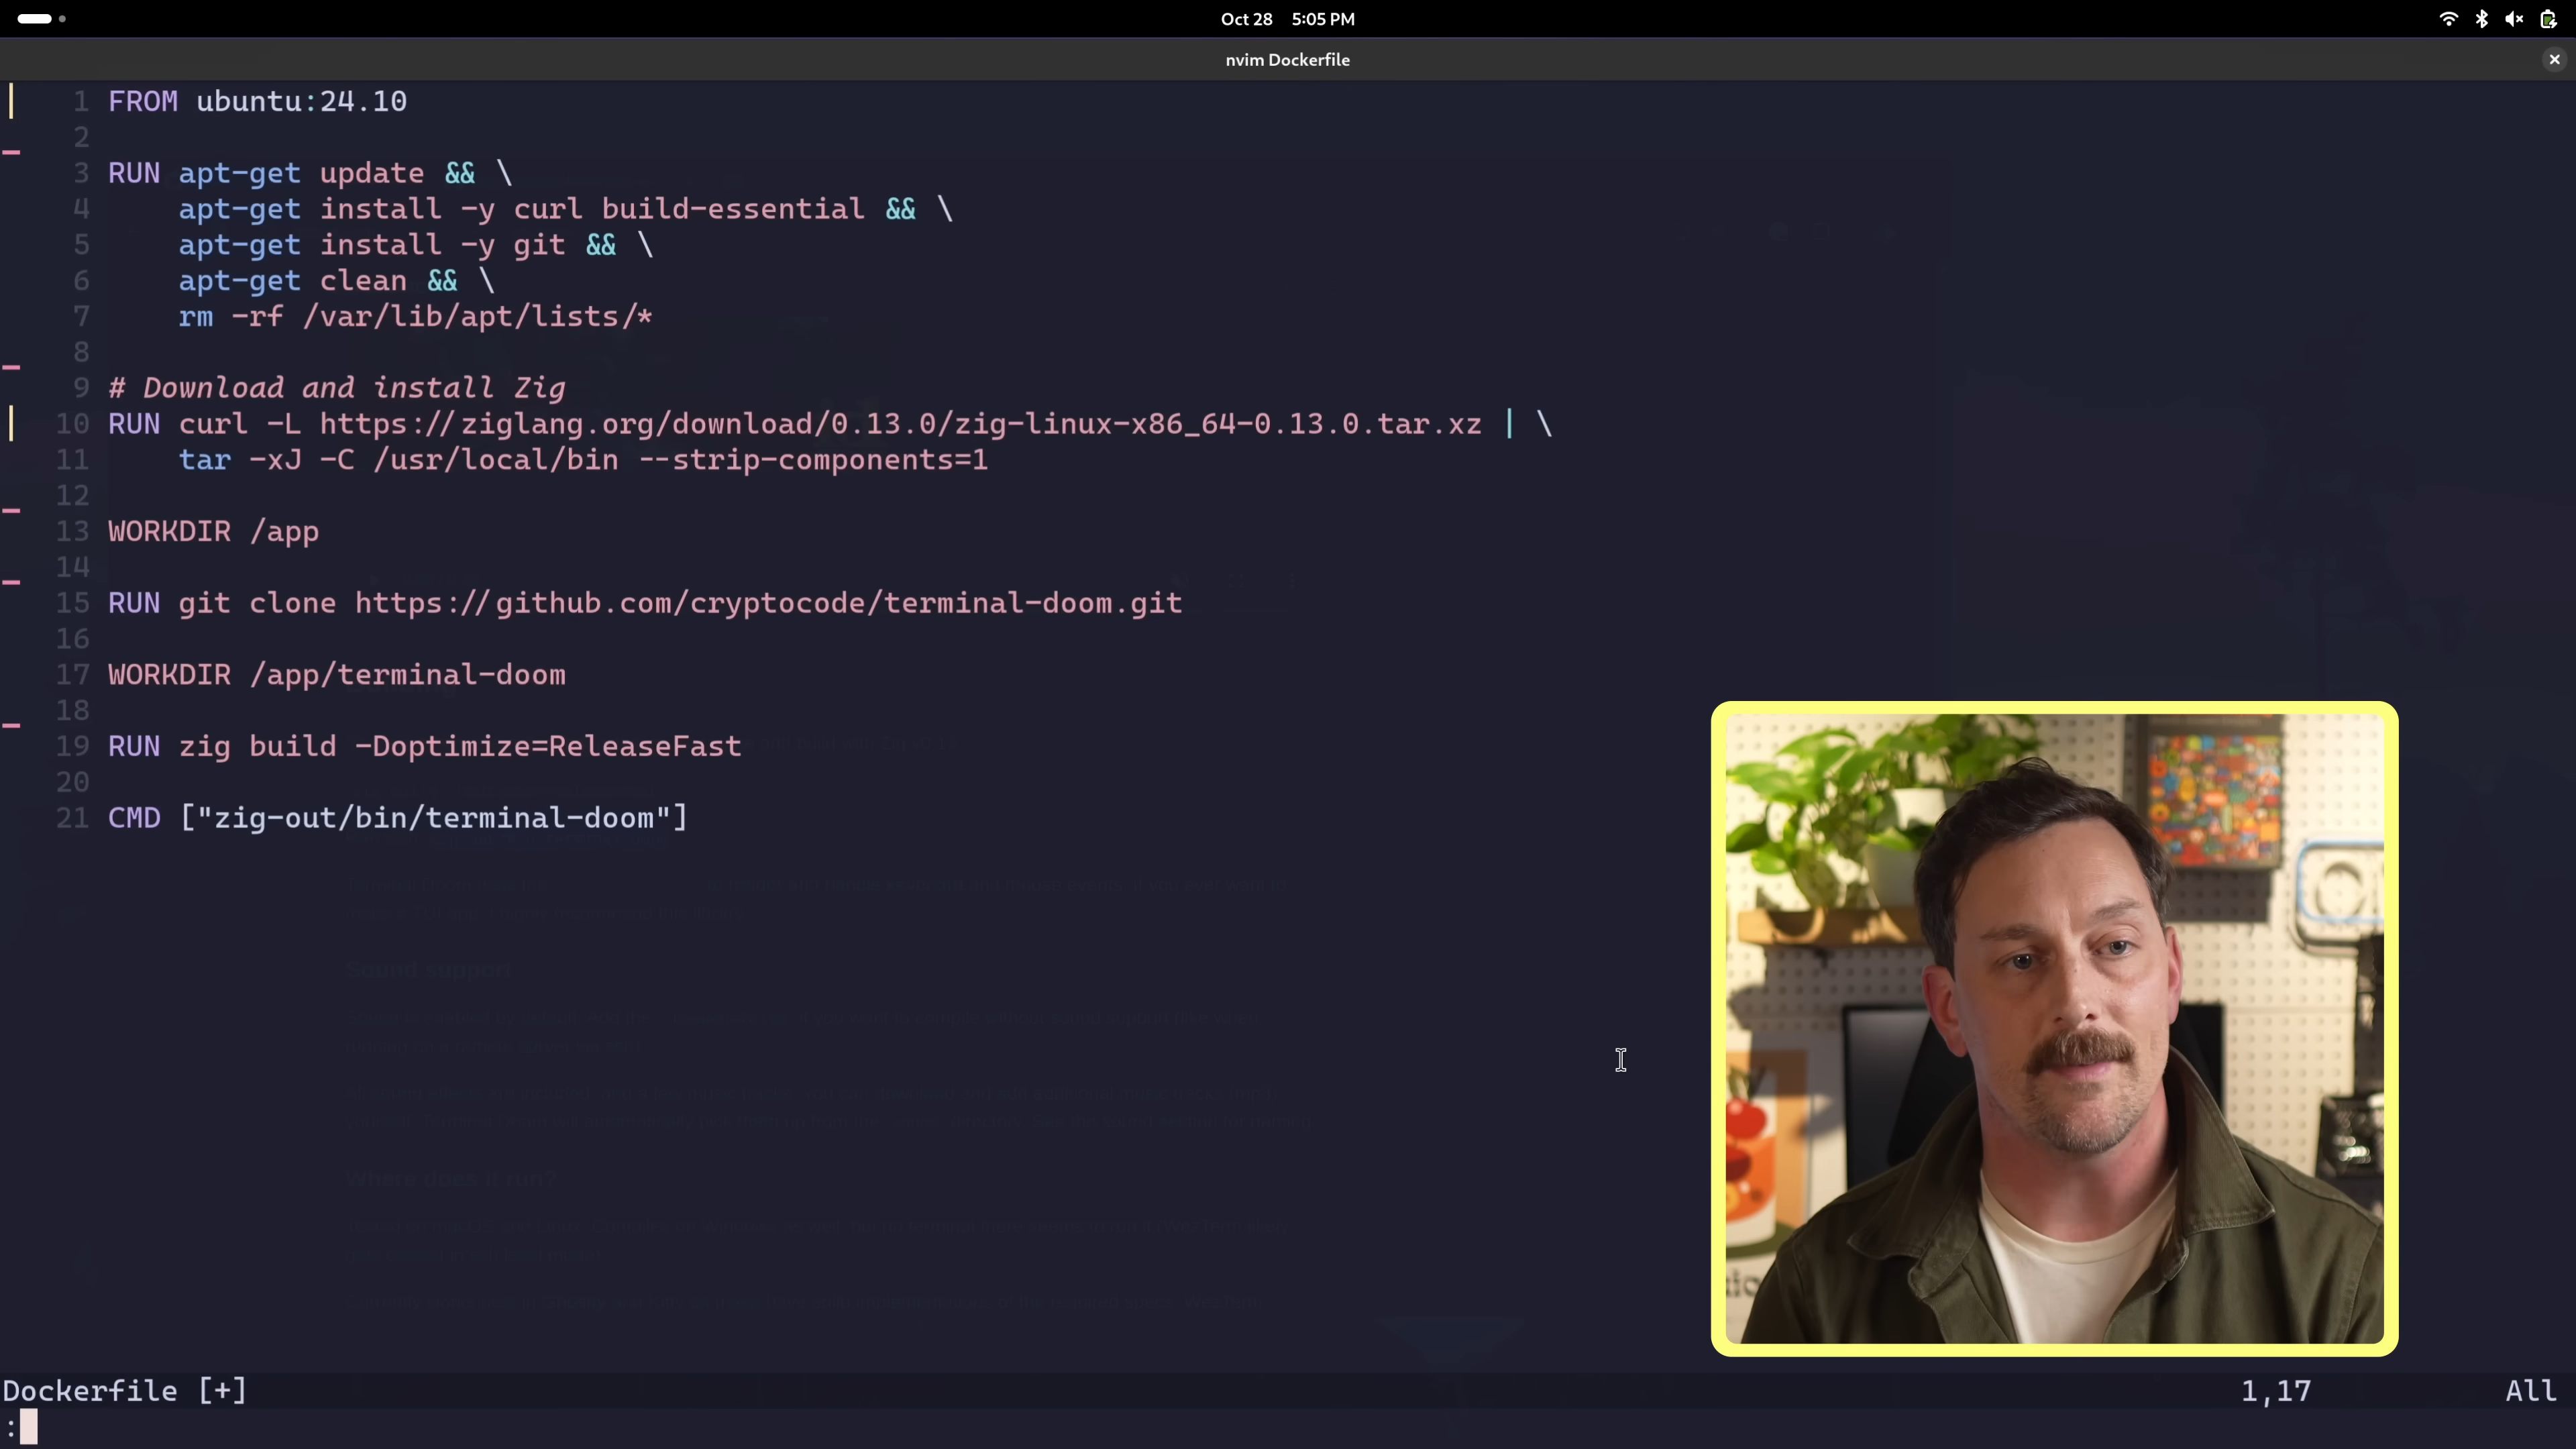 Oct 28 5:05 PM
nvim Dockerfile
1 FROM ubuntu:24.10
2
3 RUN apt-get update && \
4 apt-get install -y curl build-essential && \
5 apt-get install -y git && \
6 apt-get clean && \
7 rm -rf /var/lib/apt/lists/*
8
9 # Download and install Zig
10 RUN curl -L https://ziglang.org/download/0.13.0/zig-linux-x86_64-0.13.0.tar.xz | \
11 tar -xJ -C /usr/local/bin --strip-components=1
12
13 WORKDIR /app
14
15 RUN git clone https://github.com/cryptocode/terminal-doom.git
16
17 WORKDIR /app/terminal-doom
18
19 RUN zig build -Doptimize=ReleaseFast
20
21 CMD ["zig-out/bin/terminal-doom"]
Sound support
Where does it run?
Dockerfile [+] 1,17 All
: